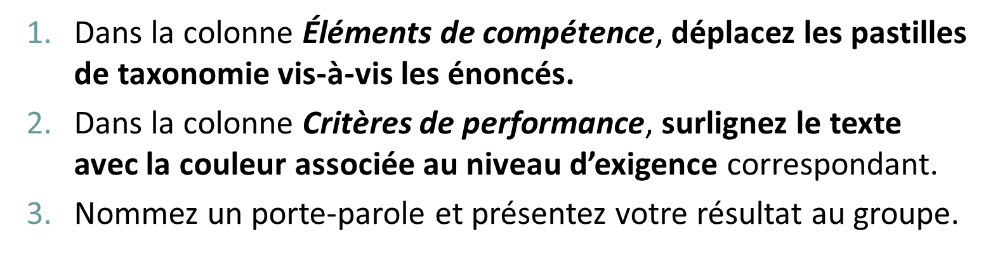 1. Dans la colonne Éléments de compétence, déplacez les pastilles
de taxonomie vis-à-vis les énoncés.
2. Dans la colonne Critères de performance, surlignez le texte
avec la couleur associée au niveau d’exigence correspondant.
3. Nommez un porte-parole et présentez votre résultat au groupe.